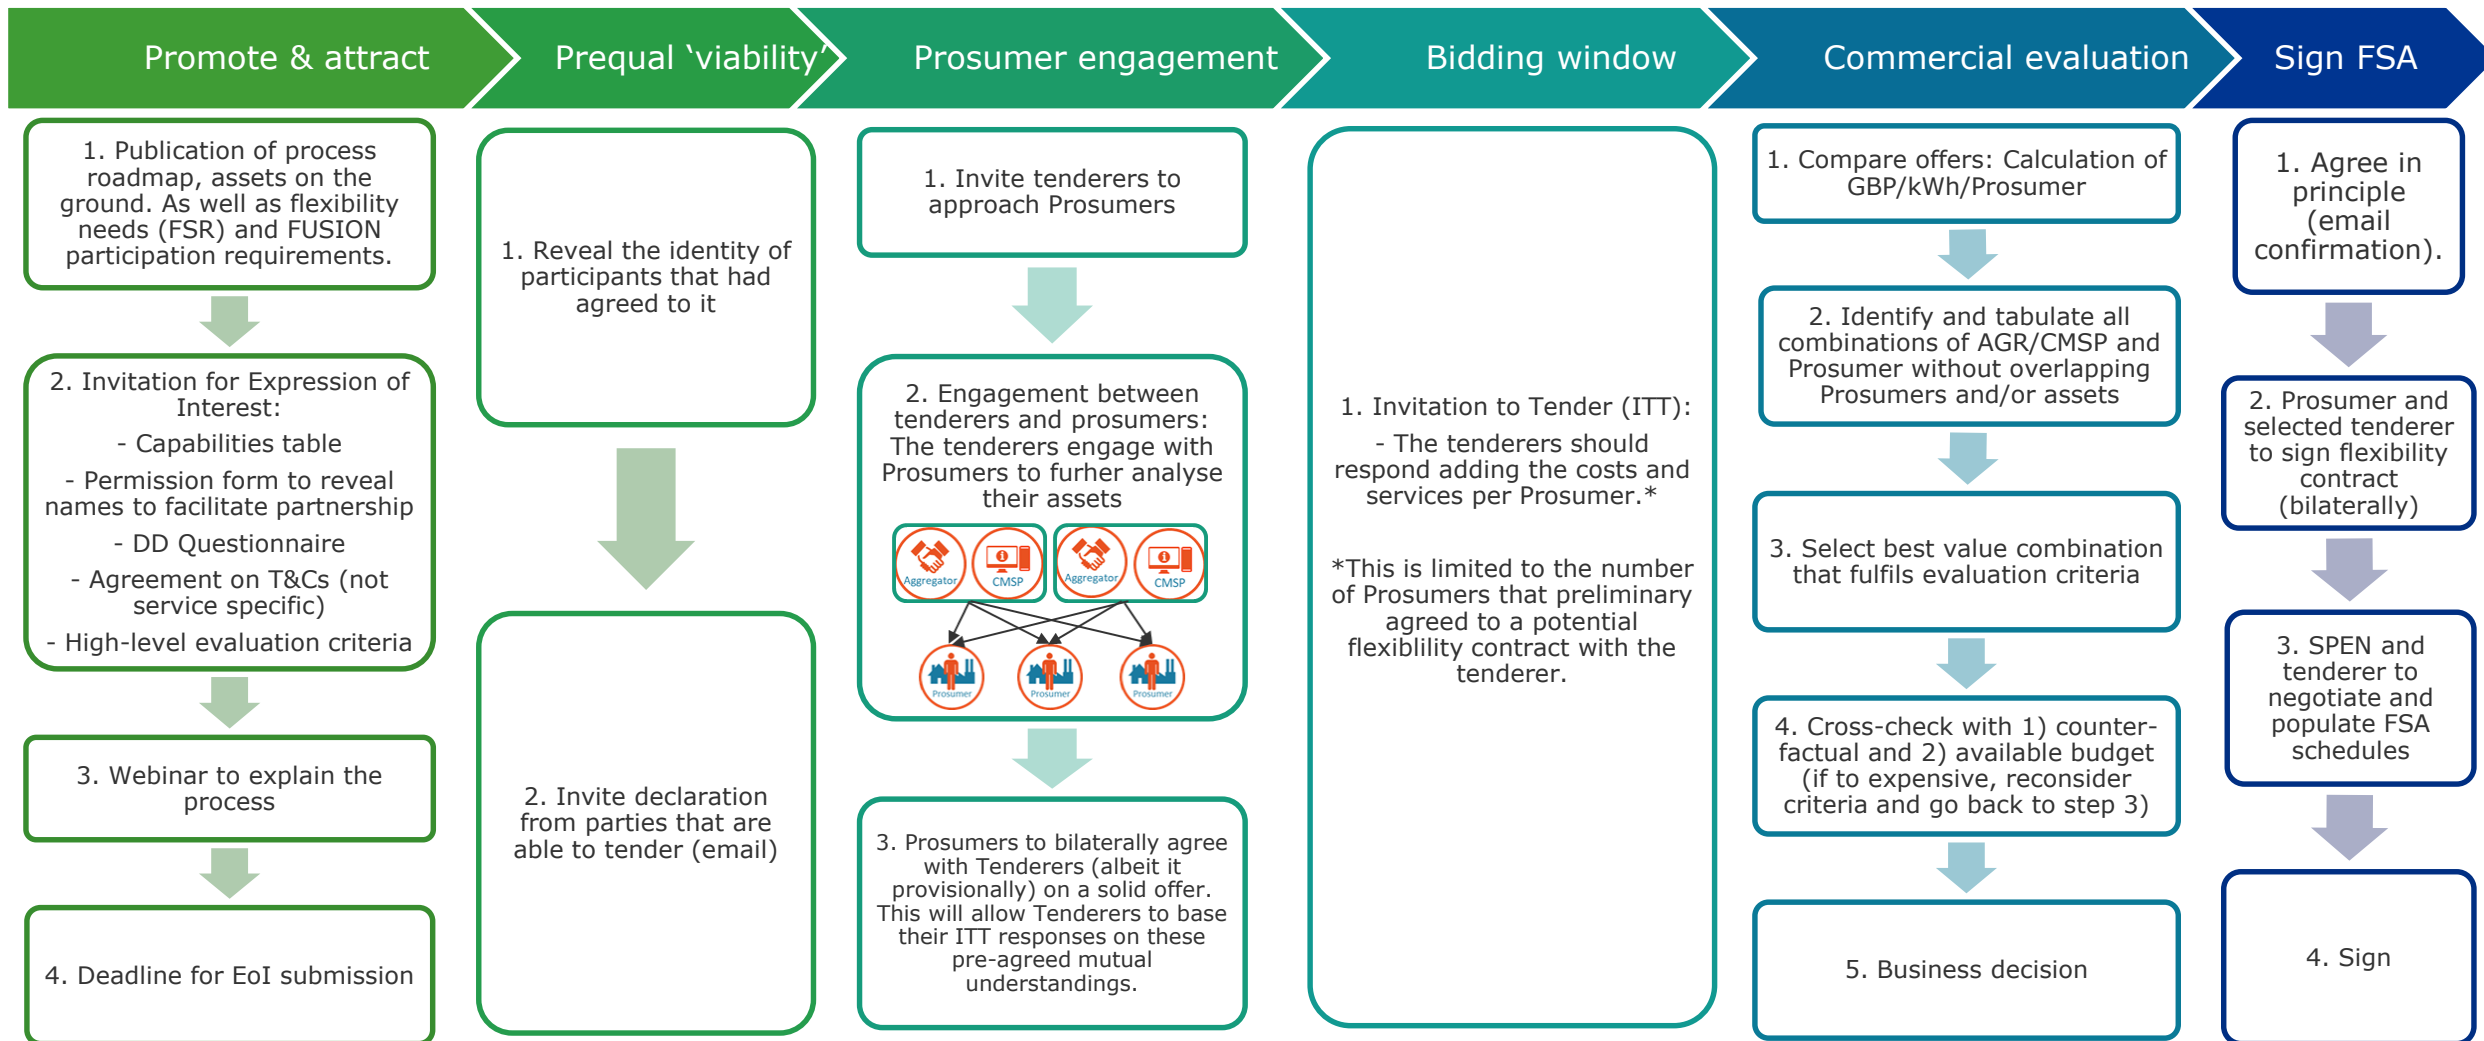 Promote & attract
Prequal ‘viability’
Prosumer engagement
Bidding window
Commercial evaluation
Sign FSA
1. Publication of process
roadmap, assets on the
ground. As well as flexibility
needs (FSR) and FUSION
participation requirements.
2. Invitation for Expression of
Interest:
- Capabilities table
- Permission form to reveal
names to facilitate partnership
- DD Questionnaire
- Agreement on T&Cs (not
service specific)
- High-level evaluation criteria
3. Webinar to explain the
process
4. Deadline for EoI submission
1. Reveal the identity of
participants that had
agreed to it
2. Invite declaration
from parties that are
able to tender (email)
1. Invite tenderers to
approach Prosumers
2. Engagement between
tenderers and prosumers:
The tenderers engage with
Prosumers to furher analyse
their assets
Aggregator
CMSP
Aggregator
CMSP
Prosumer
Prosumer
Prosumer
3. Prosumers to bilaterally agree
with Tenderers (albeit it
provisionally) on a solid offer.
This will allow Tenderers to base
their ITT responses on these
pre-agreed mutual
understandings.
1. Invitation to Tender (ITT):
- The tenderers should
respond adding the costs and
services per Prosumer.*
*This is limited to the number
of Prosumers that preliminary
agreed to a potential
flexiblility contract with the
tenderer.
1. Compare offers: Calculation of
GBP/kWh/Prosumer
2. Identify and tabulate all
combinations of AGR/CMSP and
Prosumer without overlapping
Prosumers and/or assets
3. Select best value combination
that fulfils evaluation criteria
4. Cross-check with 1) counter-
factual and 2) available budget
(if to expensive, reconsider
criteria and go back to step 3)
5. Business decision
1. Agree in
principle
(email
confirmation).
2. Prosumer and
selected tenderer
to sign flexibility
contract
(bilaterally)
3. SPEN and
tenderer to
negotiate and
populate FSA
schedules
4. Sign